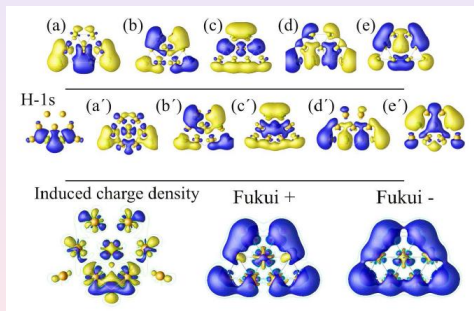 (a) (b) (c) (d) (e)
H-1s
(a´) (b´) (c´) (d´) (e´)
Induced charge density Fukui + Fukui -